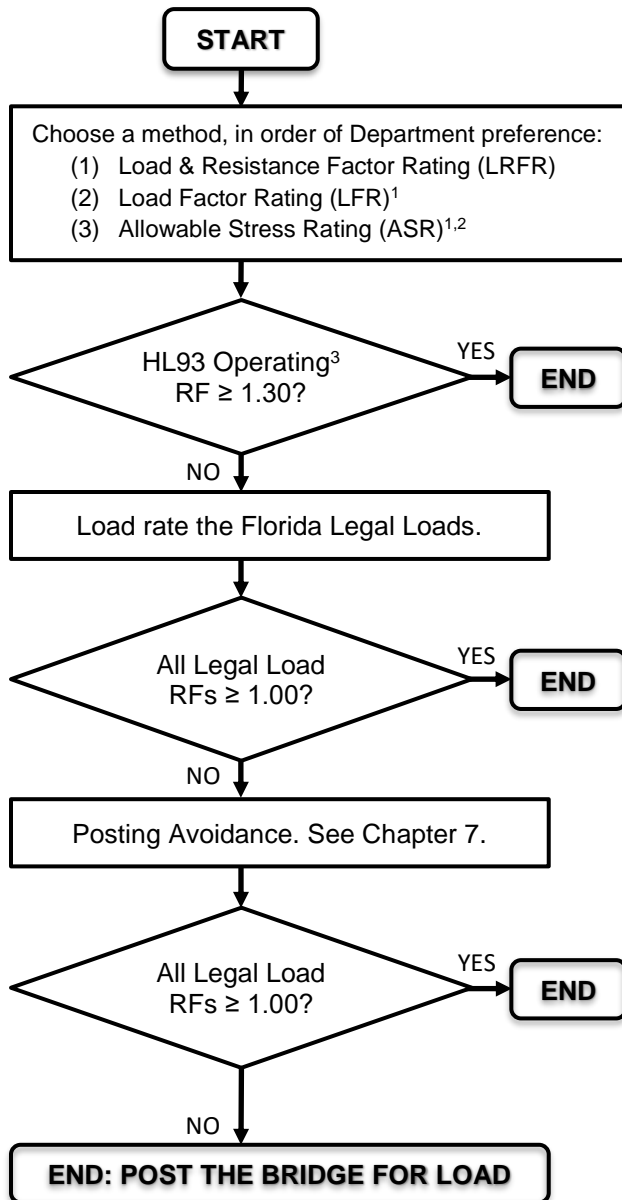 START
Choose a method, in order of Department preference:
(1) Load & Resistance Factor Rating (LRFR)
(2) Load Factor Rating (LFR)¹
(3) Allowable Stress Rating (ASR)¹,²
HL93 Operating³
RF ≥ 1.30?
YES
END
NO
Load rate the Florida Legal Loads.
All Legal Load
RFs ≥ 1.00?
YES
END
NO
Posting Avoidance. See Chapter 7.
All Legal Load
RFs ≥ 1.00?
YES
END
NO
END: POST THE BRIDGE FOR LOAD